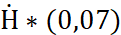 Ḣ ∗ (0,07)